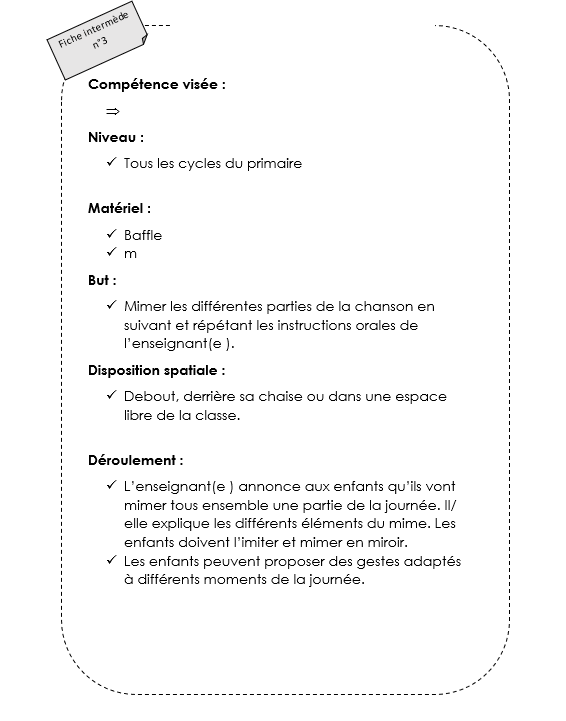 Fiche intermède
n°3
Compétence visée :
⇒
Niveau :
✓ Tous les cycles du primaire
Matériel :
✓ Baffle
✓ m
But :
✓ Mimer les différentes parties de la chanson en
suivant et répétant les instructions orales de
l’enseignant(e ).
Disposition spatiale :
✓ Debout, derrière sa chaise ou dans une espace
libre de la classe.
Déroulement :
✓ L’enseignant(e ) annonce aux enfants qu’ils vont
mimer tous ensemble une partie de la journée. Il/
elle explique les différents éléments du mime. Les
enfants doivent l’imiter et mimer en miroir.
✓ Les enfants peuvent proposer des gestes adaptés
à différents moments de la journée.